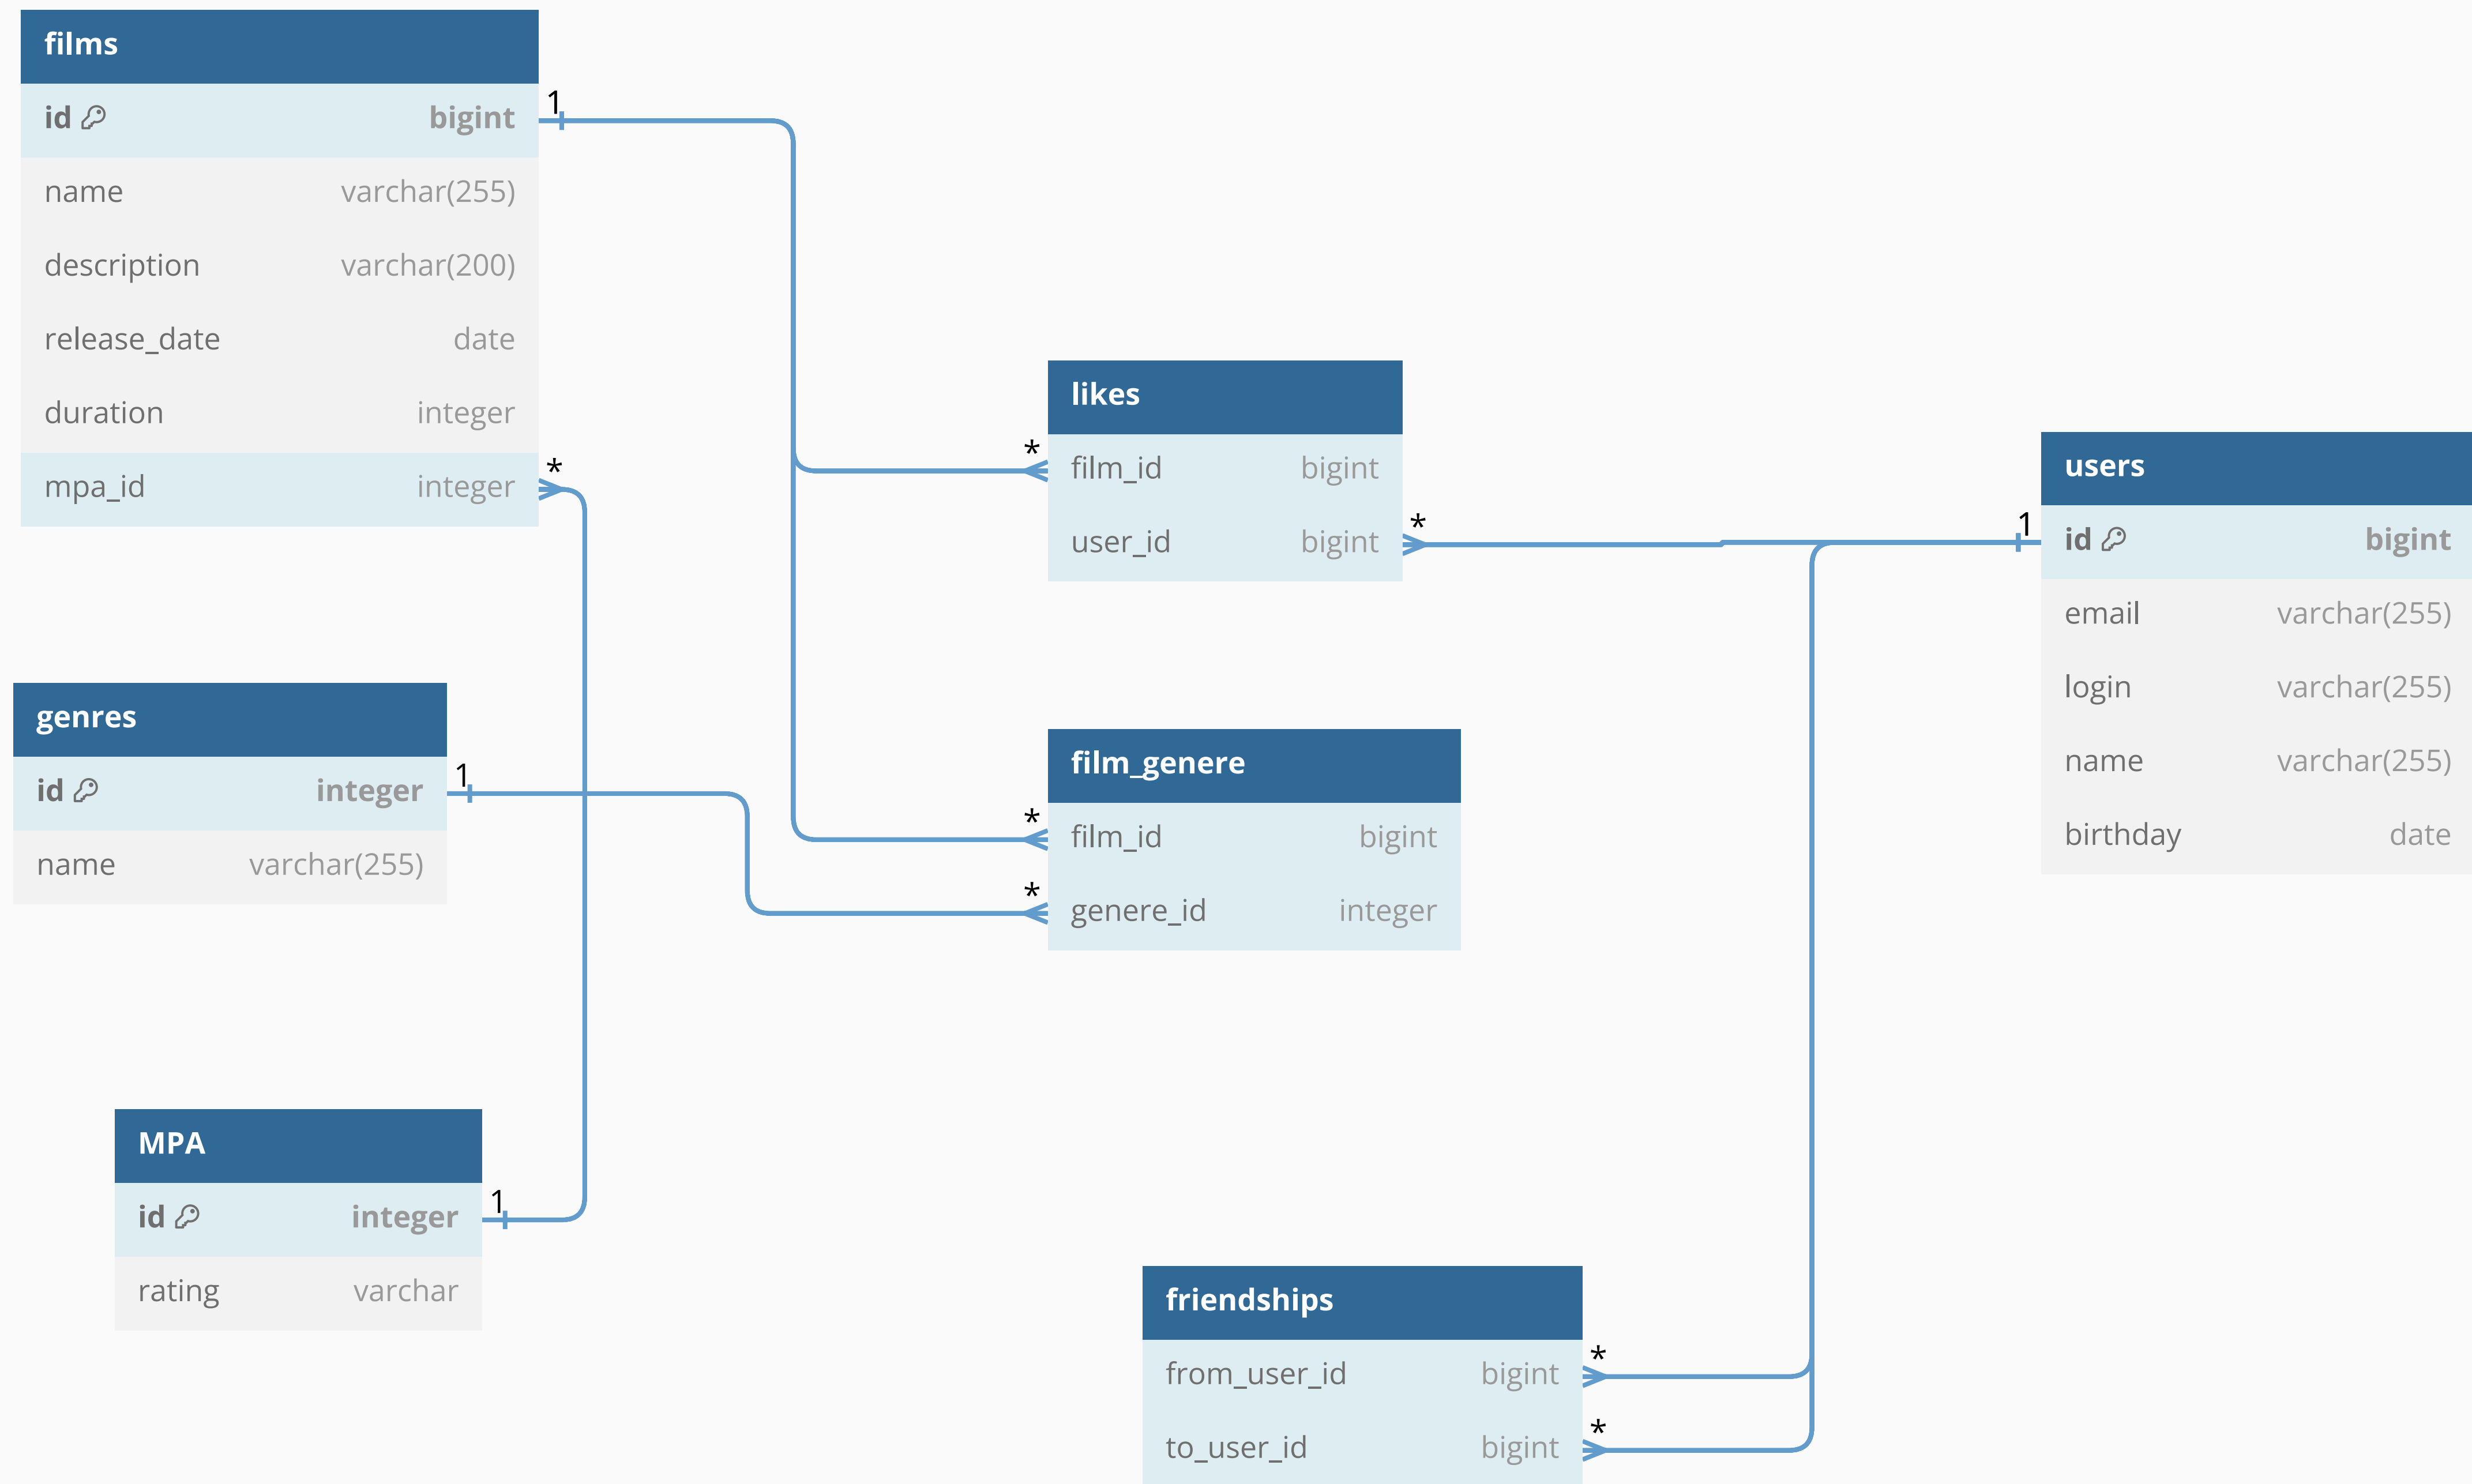 films
id bigint
name varchar(255)
description varchar(200)
release_date date
duration integer
mpa_id integer
1
*
likes
film_id bigint
user_id bigint
*
*
users
id bigint
email varchar(255)
login varchar(255)
name varchar(255)
birthday date
1
genres
id integer
name varchar(255)
1
film_genere
film_id bigint
genere_id integer
*
*
MPA
id integer
rating varchar
1
friendships
from_user_id bigint
to_user_id bigint
*
*